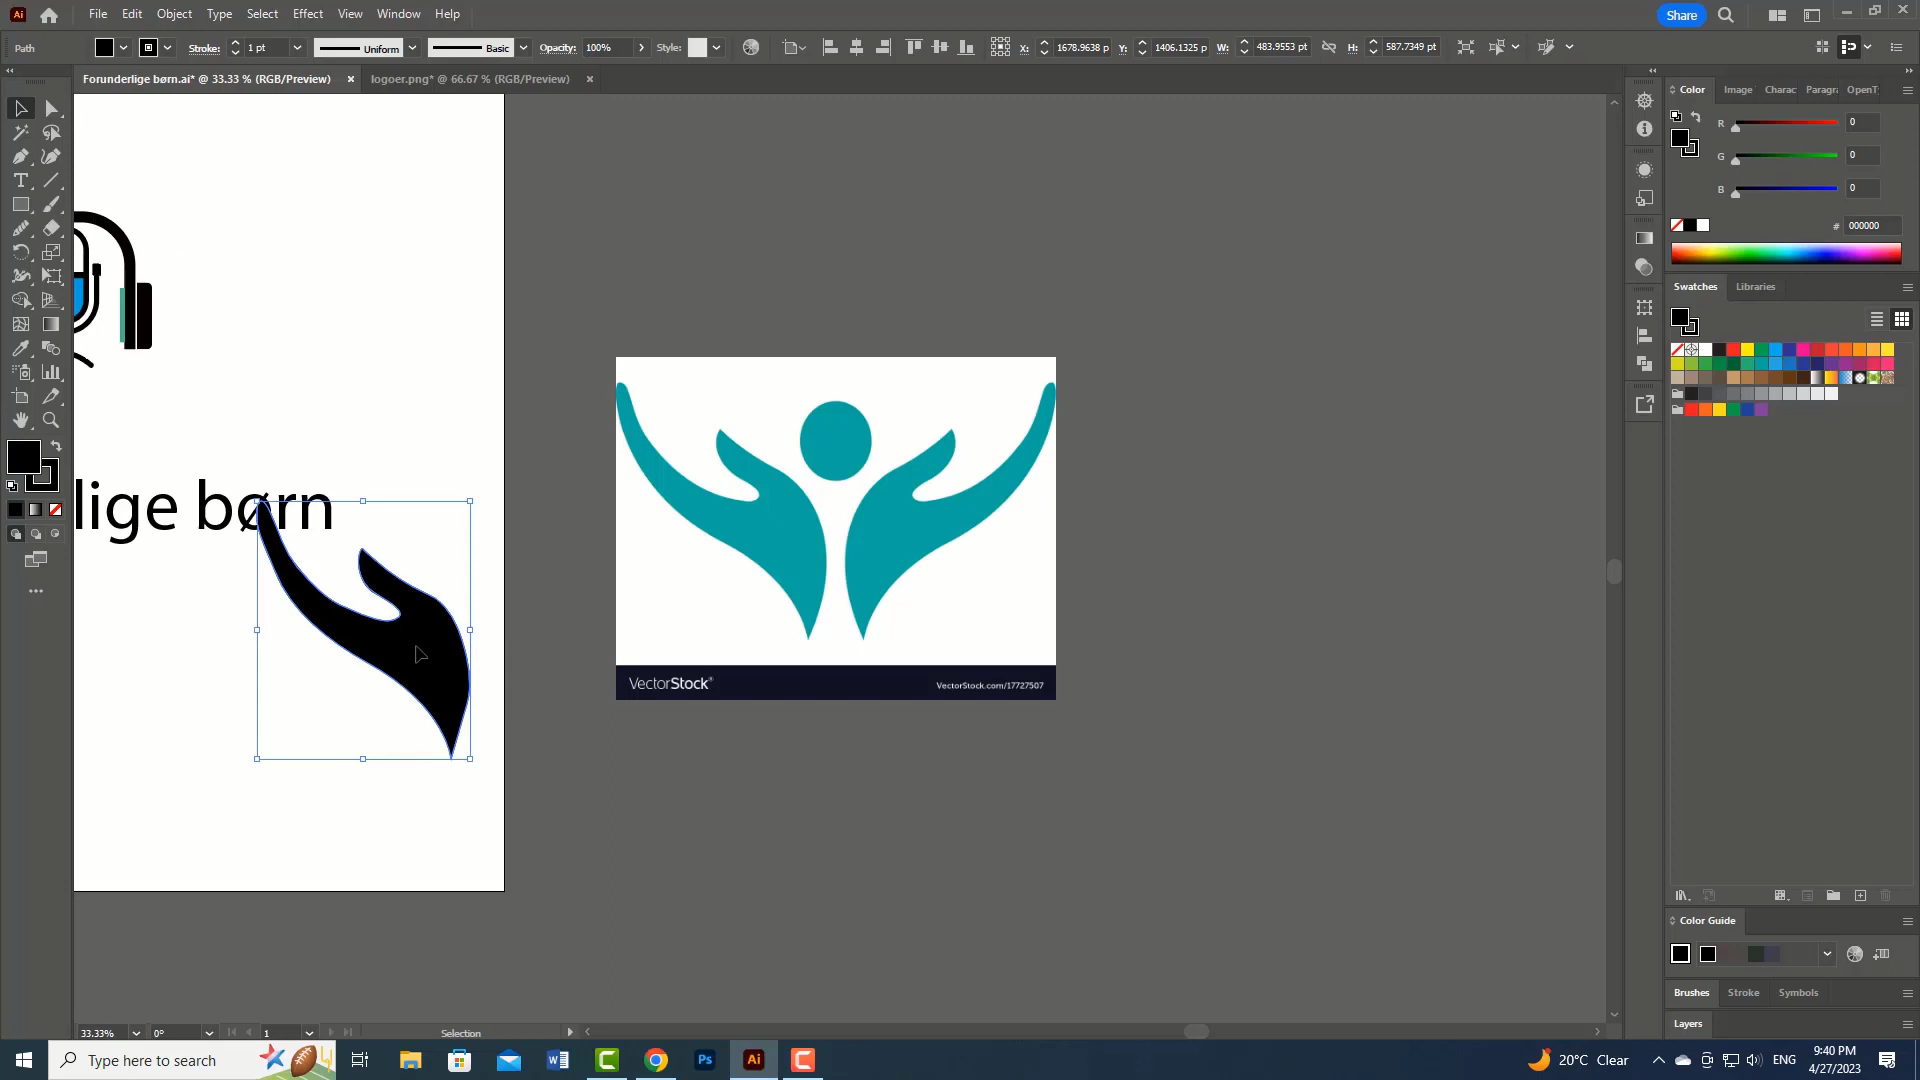 Ai File Edit Object Type Select Effect View Window Help Share
Path Stroke: 1 pt Uniform Basic Opacity: 100% Style: X: 1678.9638 p Y: 1406.1325 p W: 483.9553 pt H: 587.7349 pt
Forunderlige børn.ai* @ 33.33 % (RGB/Preview) × logoer.png* @ 66.67 % (RGB/Preview) ×
Color Image Charac Paragra OpenT
R 0
G 0
B 0
# 000000
Swatches Libraries
lige børn
VectorStock® VectorStock.com/17727507
Color Guide
Brushes Stroke Symbols
Layers
33.33% 0° 1 Selection
Type here to search Ps Ai 20°C Clear ENG 9:40 PM
4/27/2023